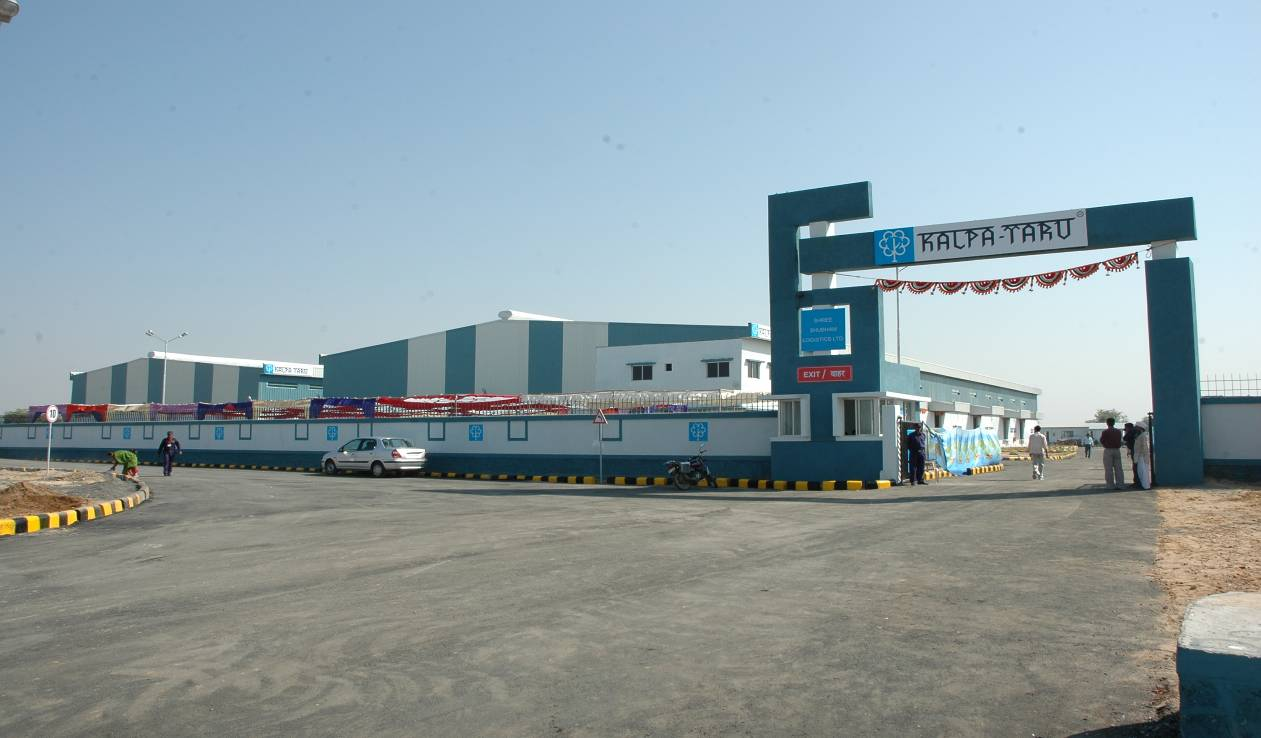 KALPA-TARU®
SHREE
SHUBHAM
LOGISTICS LTD.
EXIT / बाहर
KALPA-TARU
10